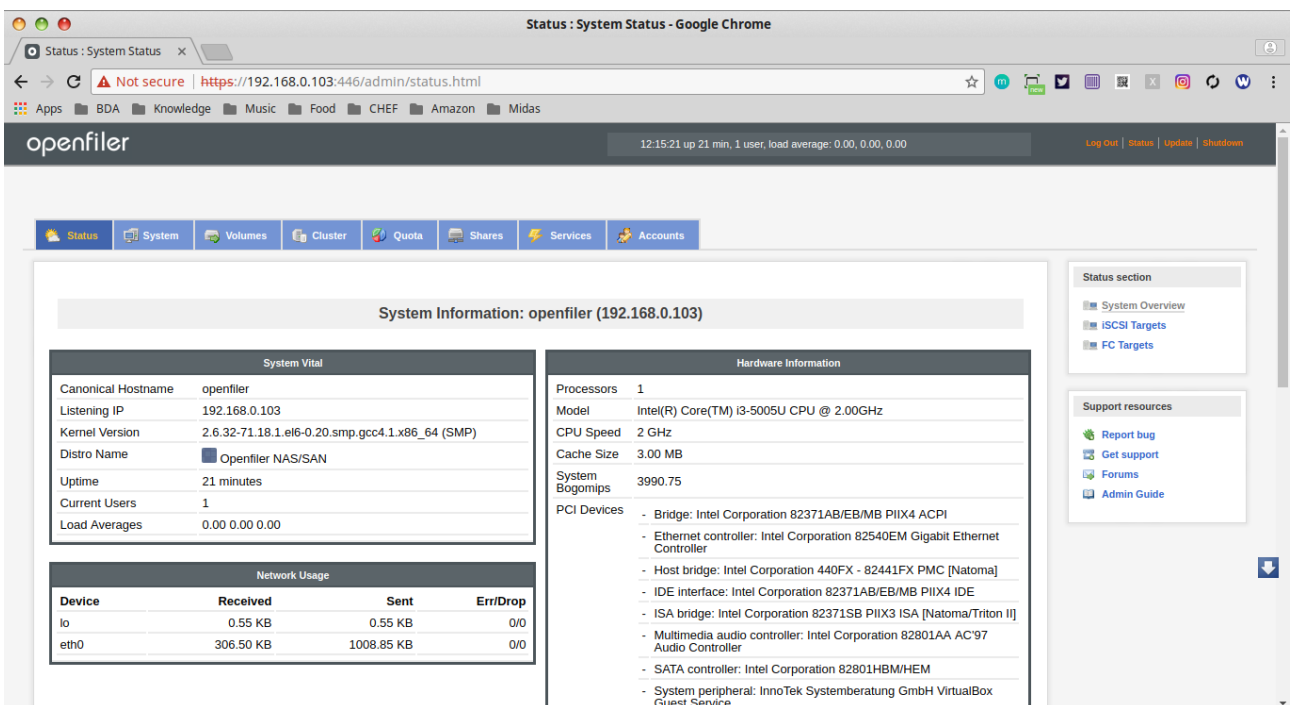 Status : System Status - Google Chrome
Status : System Status ×
Not secure | https://192.168.0.103:446/admin/status.html
new
Apps BDA Knowledge Music Food CHEF Amazon Midas
openfiler
12:15:21 up 21 min, 1 user, load average: 0.00, 0.00, 0.00
Log Out | Status | Update | Shutdown
Status System Volumes Cluster Quota Shares Services Accounts
System Information: openfiler (192.168.0.103)
System Vital
Canonical Hostname openfiler
Listening IP 192.168.0.103
Kernel Version 2.6.32-71.18.1.el6-0.20.smp.gcc4.1.x86_64 (SMP)
Distro Name Openfiler NAS/SAN
Uptime 21 minutes
Current Users 1
Load Averages 0.00 0.00 0.00
Network Usage
Device Received Sent Err/Drop
lo 0.55 KB 0.55 KB 0/0
eth0 306.50 KB 1008.85 KB 0/0
Hardware Information
Processors 1
Model Intel(R) Core(TM) i3-5005U CPU @ 2.00GHz
CPU Speed 2 GHz
Cache Size 3.00 MB
System
Bogomips 3990.75
PCI Devices - Bridge: Intel Corporation 82371AB/EB/MB PIIX4 ACPI
- Ethernet controller: Intel Corporation 82540EM Gigabit Ethernet
Controller
- Host bridge: Intel Corporation 440FX - 82441FX PMC [Natoma]
- IDE interface: Intel Corporation 82371AB/EB/MB PIIX4 IDE
- ISA bridge: Intel Corporation 82371SB PIIX3 ISA [Natoma/Triton II]
- Multimedia audio controller: Intel Corporation 82801AA AC'97
Audio Controller
- SATA controller: Intel Corporation 82801HBM/HEM
- System peripheral: InnoTek Systemberatung GmbH VirtualBox
Guest Service
Status section
System Overview
iSCSI Targets
FC Targets
Support resources
Report bug
Get support
Forums
Admin Guide